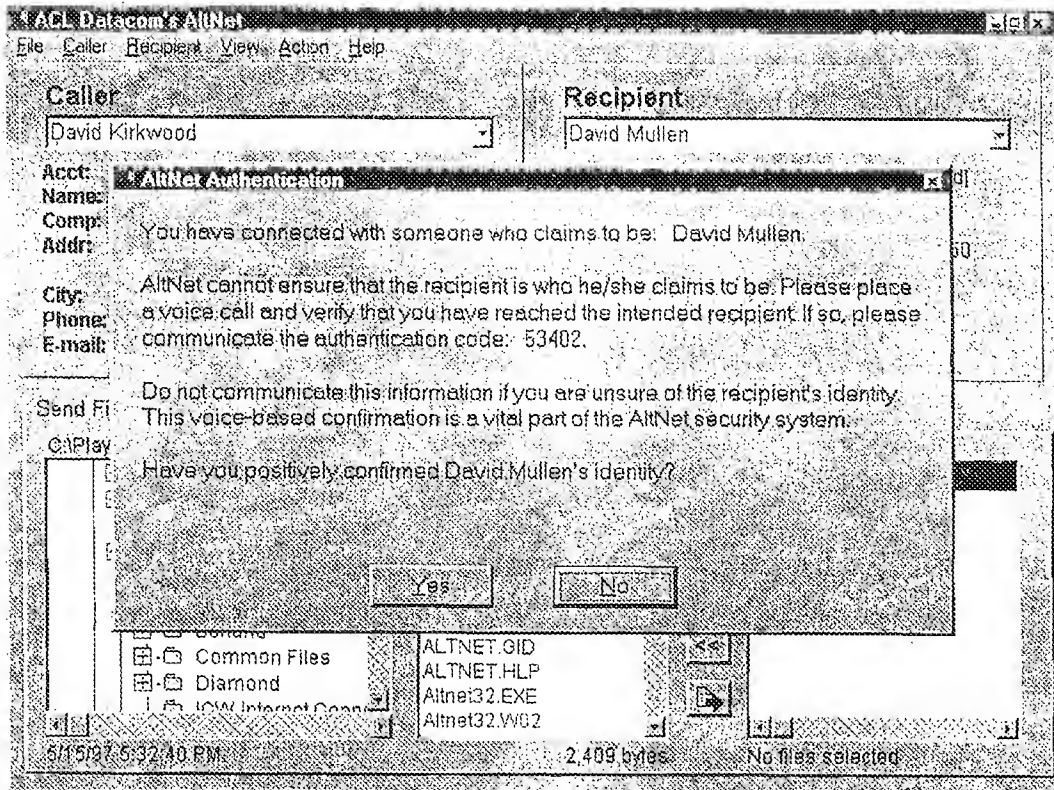 ACL Datacom's AltNet
File Caller Recipient View Action Help
Caller
Recipient
David Kirkwood
David Mullen
Acct:
Name:
Comp:
Addr:
City:
Phone:
E-mail:
AltNet Authentication
You have connected with someone who claims to be: David Mullen.
AltNet cannot ensure that the recipient is who he/she claims to be. Please place
a voice call and verify that you have reached the intended recipient. If so, please
communicate the authentication code: 53402.
Do not communicate this information if you are unsure of the recipient's identity.
This voice-based confirmation is a vital part of the AltNet security system.
Have you positively confirmed David Mullen's identity?
Yes
No
Send Fi
C:\Play
Common Files
Diamond
ALTNET.GID
ALTNET.HLP
Altnet32.EXE
Altnet32.W02
<<
5/15/97 5:32:40 PM
2,409 bytes
No files selected